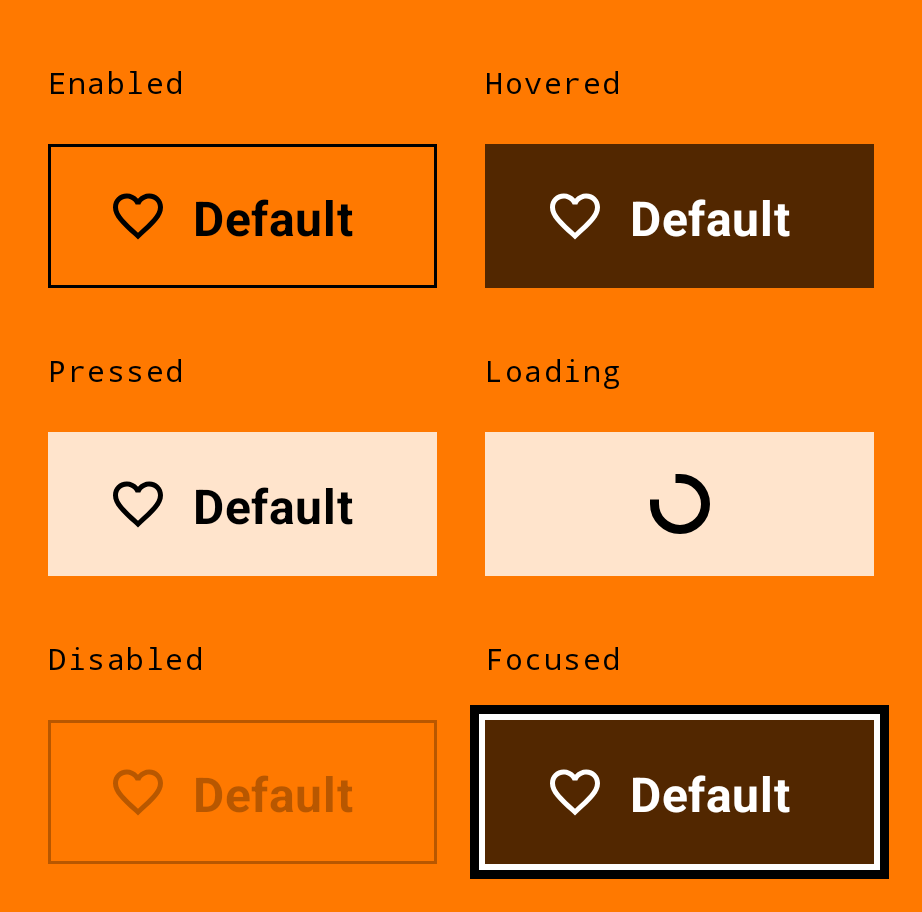 Enabled
Hovered
Default
Default
Pressed
Loading
Default
Disabled
Focused
Default
Default